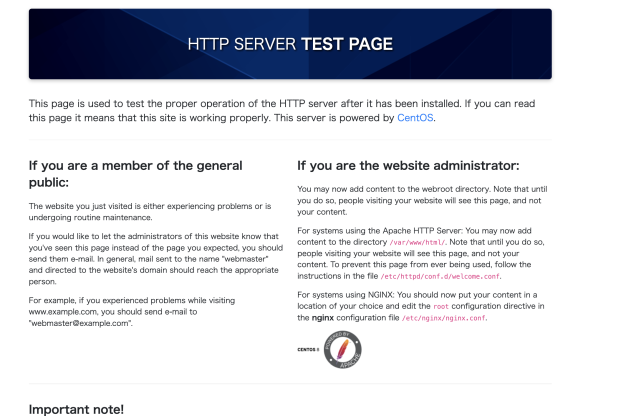 HTTP SERVER TEST PAGE
This page is used to test the proper operation of the HTTP server after it has been installed. If you can read
this page it means that this site is working properly. This server is powered by CentOS.
If you are a member of the general
public:
The website you just visited is either experiencing problems or is
undergoing routine maintenance.
If you would like to let the administrators of this website know that
you've seen this page instead of the page you expected, you should
send them e-mail. In general, mail sent to the name "webmaster"
and directed to the website's domain should reach the appropriate
person.
For example, if you experienced problems while visiting
www.example.com, you should send e-mail to
"webmaster@example.com".
If you are the website administrator:
You may now add content to the webroot directory. Note that until
you do so, people visiting your website will see this page, and not
your content.
For systems using the Apache HTTP Server: You may now add
content to the directory /var/www/html/. Note that until you do so,
people visiting your website will see this page, and not your
content. To prevent this page from ever being used, follow the
instructions in the file /etc/httpd/conf.d/welcome.conf.
For systems using NGINX: You should now put your content in a
location of your choice and edit the root configuration directive in
the nginx configuration file /etc/nginx/nginx.conf.
CENTOS 8
POWERED BY
APACHE
Important note!